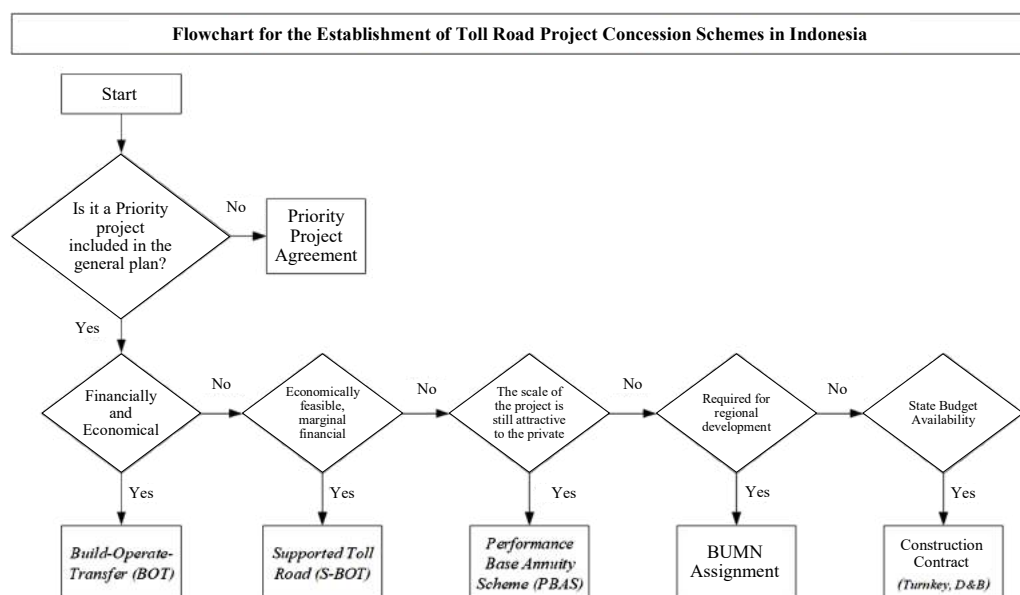 Flowchart for the Establishment of Toll Road Project Concession Schemes in Indonesia
Start
Is it a Priority
project
included in the
general plan?
No
Priority
Project
Agreement
Yes
Financially
and
Economical
No
Economically
feasible,
marginal
financial
No
The scale of
the project is
still attractive
to the private
No
Required for
regional
development
No
State Budget
Availability
Yes
Yes
Yes
Yes
Yes
Build-Operate-
Transfer (BOT)
Supported Toll
Road (S-BOT)
Performance
Base Annuity
Scheme (PBAS)
BUMN
Assignment
Construction
Contract
(Turnkey, D&B)